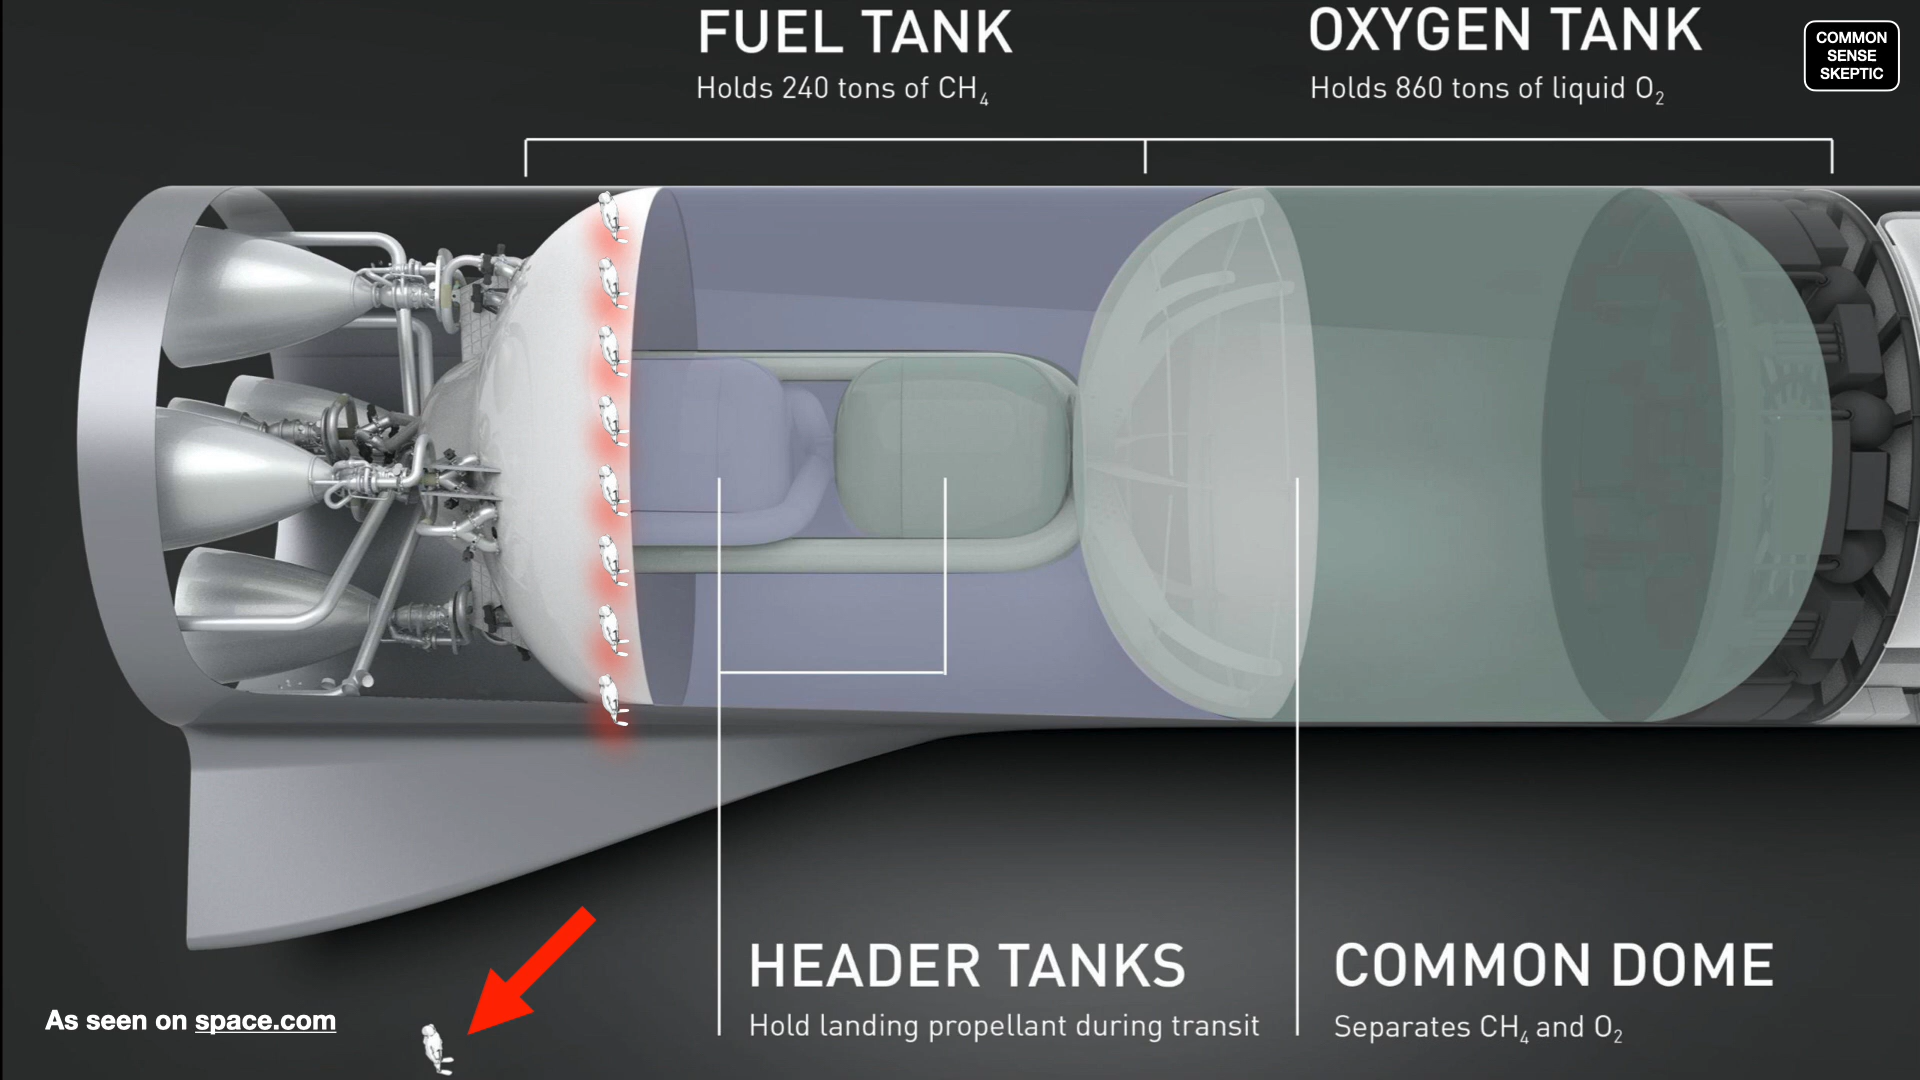 FUEL TANK
Holds 240 tons of CH₄
OXYGEN TANK
Holds 860 tons of liquid O₂
COMMON
SENSE
SKEPTIC
HEADER TANKS
Hold landing propellant during transit
COMMON DOME
Separates CH₄ and O₂
As seen on space.com